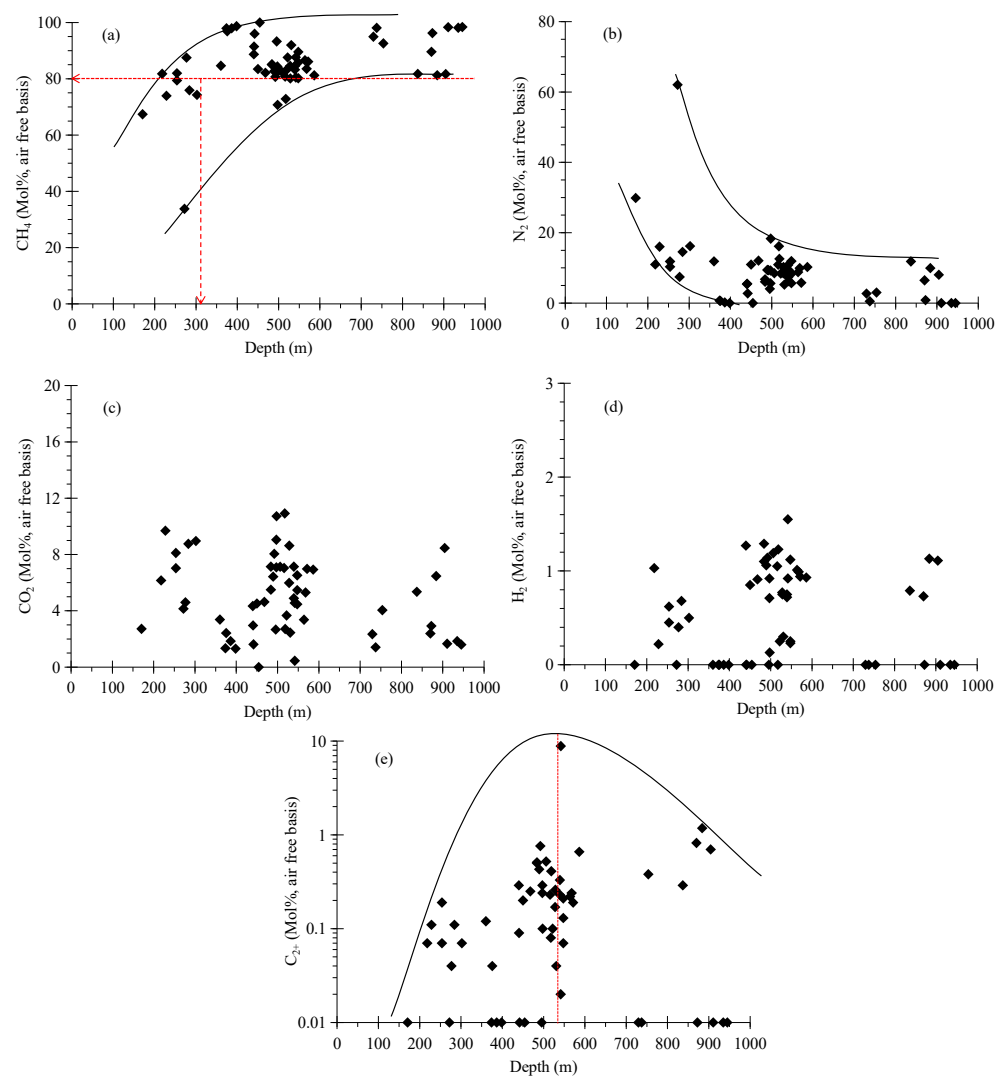 (a)
100
80
60
40
20
0
CH₄ (Mol%, air free basis)
0 100 200 300 400 500 600 700 800 900 1000
Depth (m)
(b)
80
60
40
20
0
N₂ (Mol%, air free basis)
0 100 200 300 400 500 600 700 800 900 1000
Depth (m)
(c)
20
16
12
8
4
0
CO₂ (Mol%, air free basis)
0 100 200 300 400 500 600 700 800 900 1000
Depth (m)
(d)
3
2
1
0
H₂ (Mol%, air free basis)
0 100 200 300 400 500 600 700 800 900 1000
Depth (m)
(e)
10
1
0.1
0.01
C₂₊ (Mol%, air free basis)
0 100 200 300 400 500 600 700 800 900 1000
Depth (m)